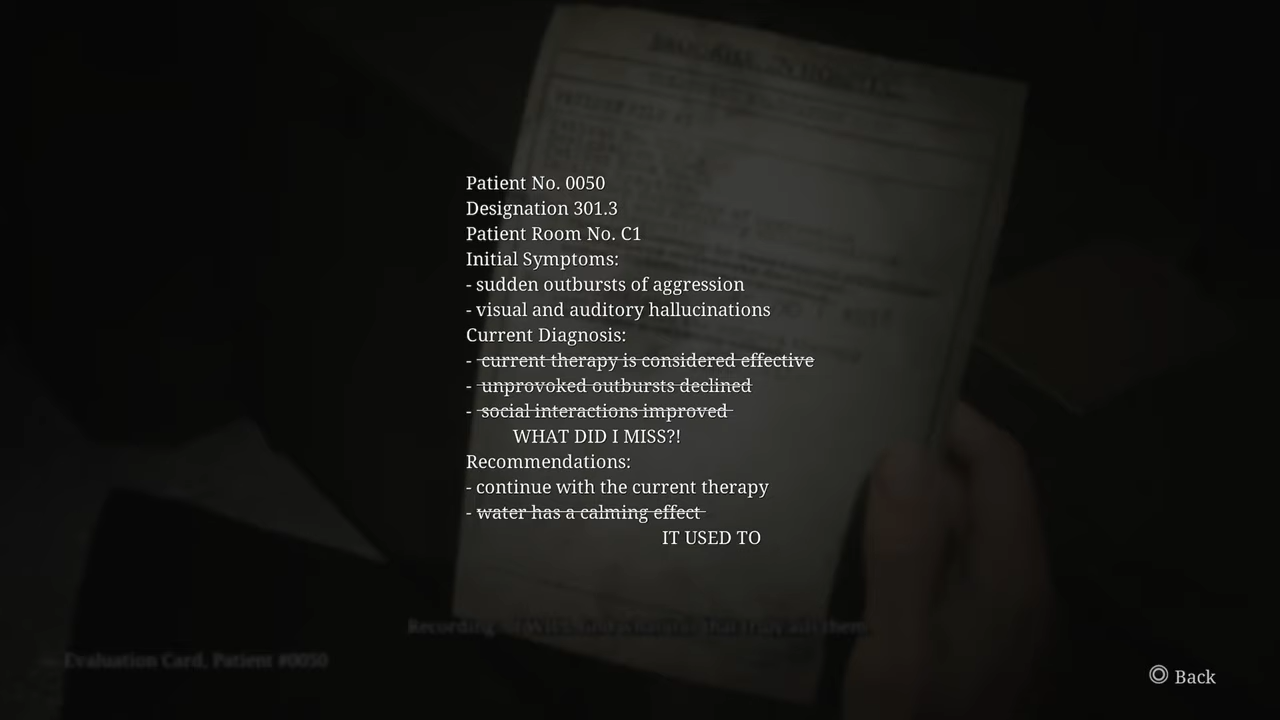 Patient No. 0050
Designation 301.3
Patient Room No. C1
Initial Symptoms:
- sudden outbursts of aggression
- visual and auditory hallucinations
Current Diagnosis:
- current therapy is considered effective
- unprovoked outbursts declined
- social interactions improved
WHAT DID I MISS?!
Recommendations:
- continue with the current therapy
- water has a calming effect
IT USED TO
Recording
Evaluation Card, Patient #0050
Back